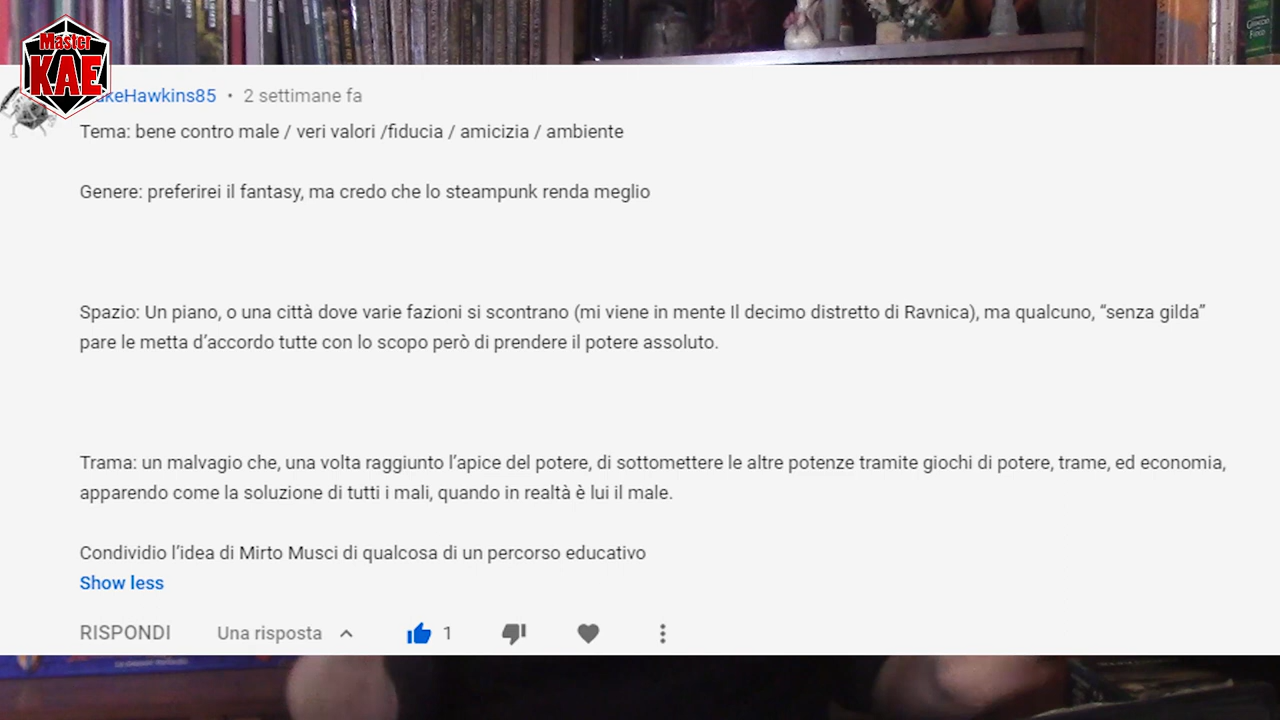 Master
KAE
akeHawkins85 • 2 settimane fa
Tema: bene contro male / veri valori /fiducia / amicizia / ambiente
Genere: preferirei il fantasy, ma credo che lo steampunk renda meglio
Spazio: Un piano, o una città dove varie fazioni si scontrano (mi viene in mente Il decimo distretto di Ravnica), ma qualcuno, “senza gilda”
pare le metta d’accordo tutte con lo scopo però di prendere il potere assoluto.
Trama: un malvagio che, una volta raggiunto l’apice del potere, di sottomettere le altre potenze tramite giochi di potere, trame, ed economia,
apparendo come la soluzione di tutti i mali, quando in realtà è lui il male.
Condividio l’idea di Mirto Musci di qualcosa di un percorso educativo
Show less
RISPONDI Una risposta 1